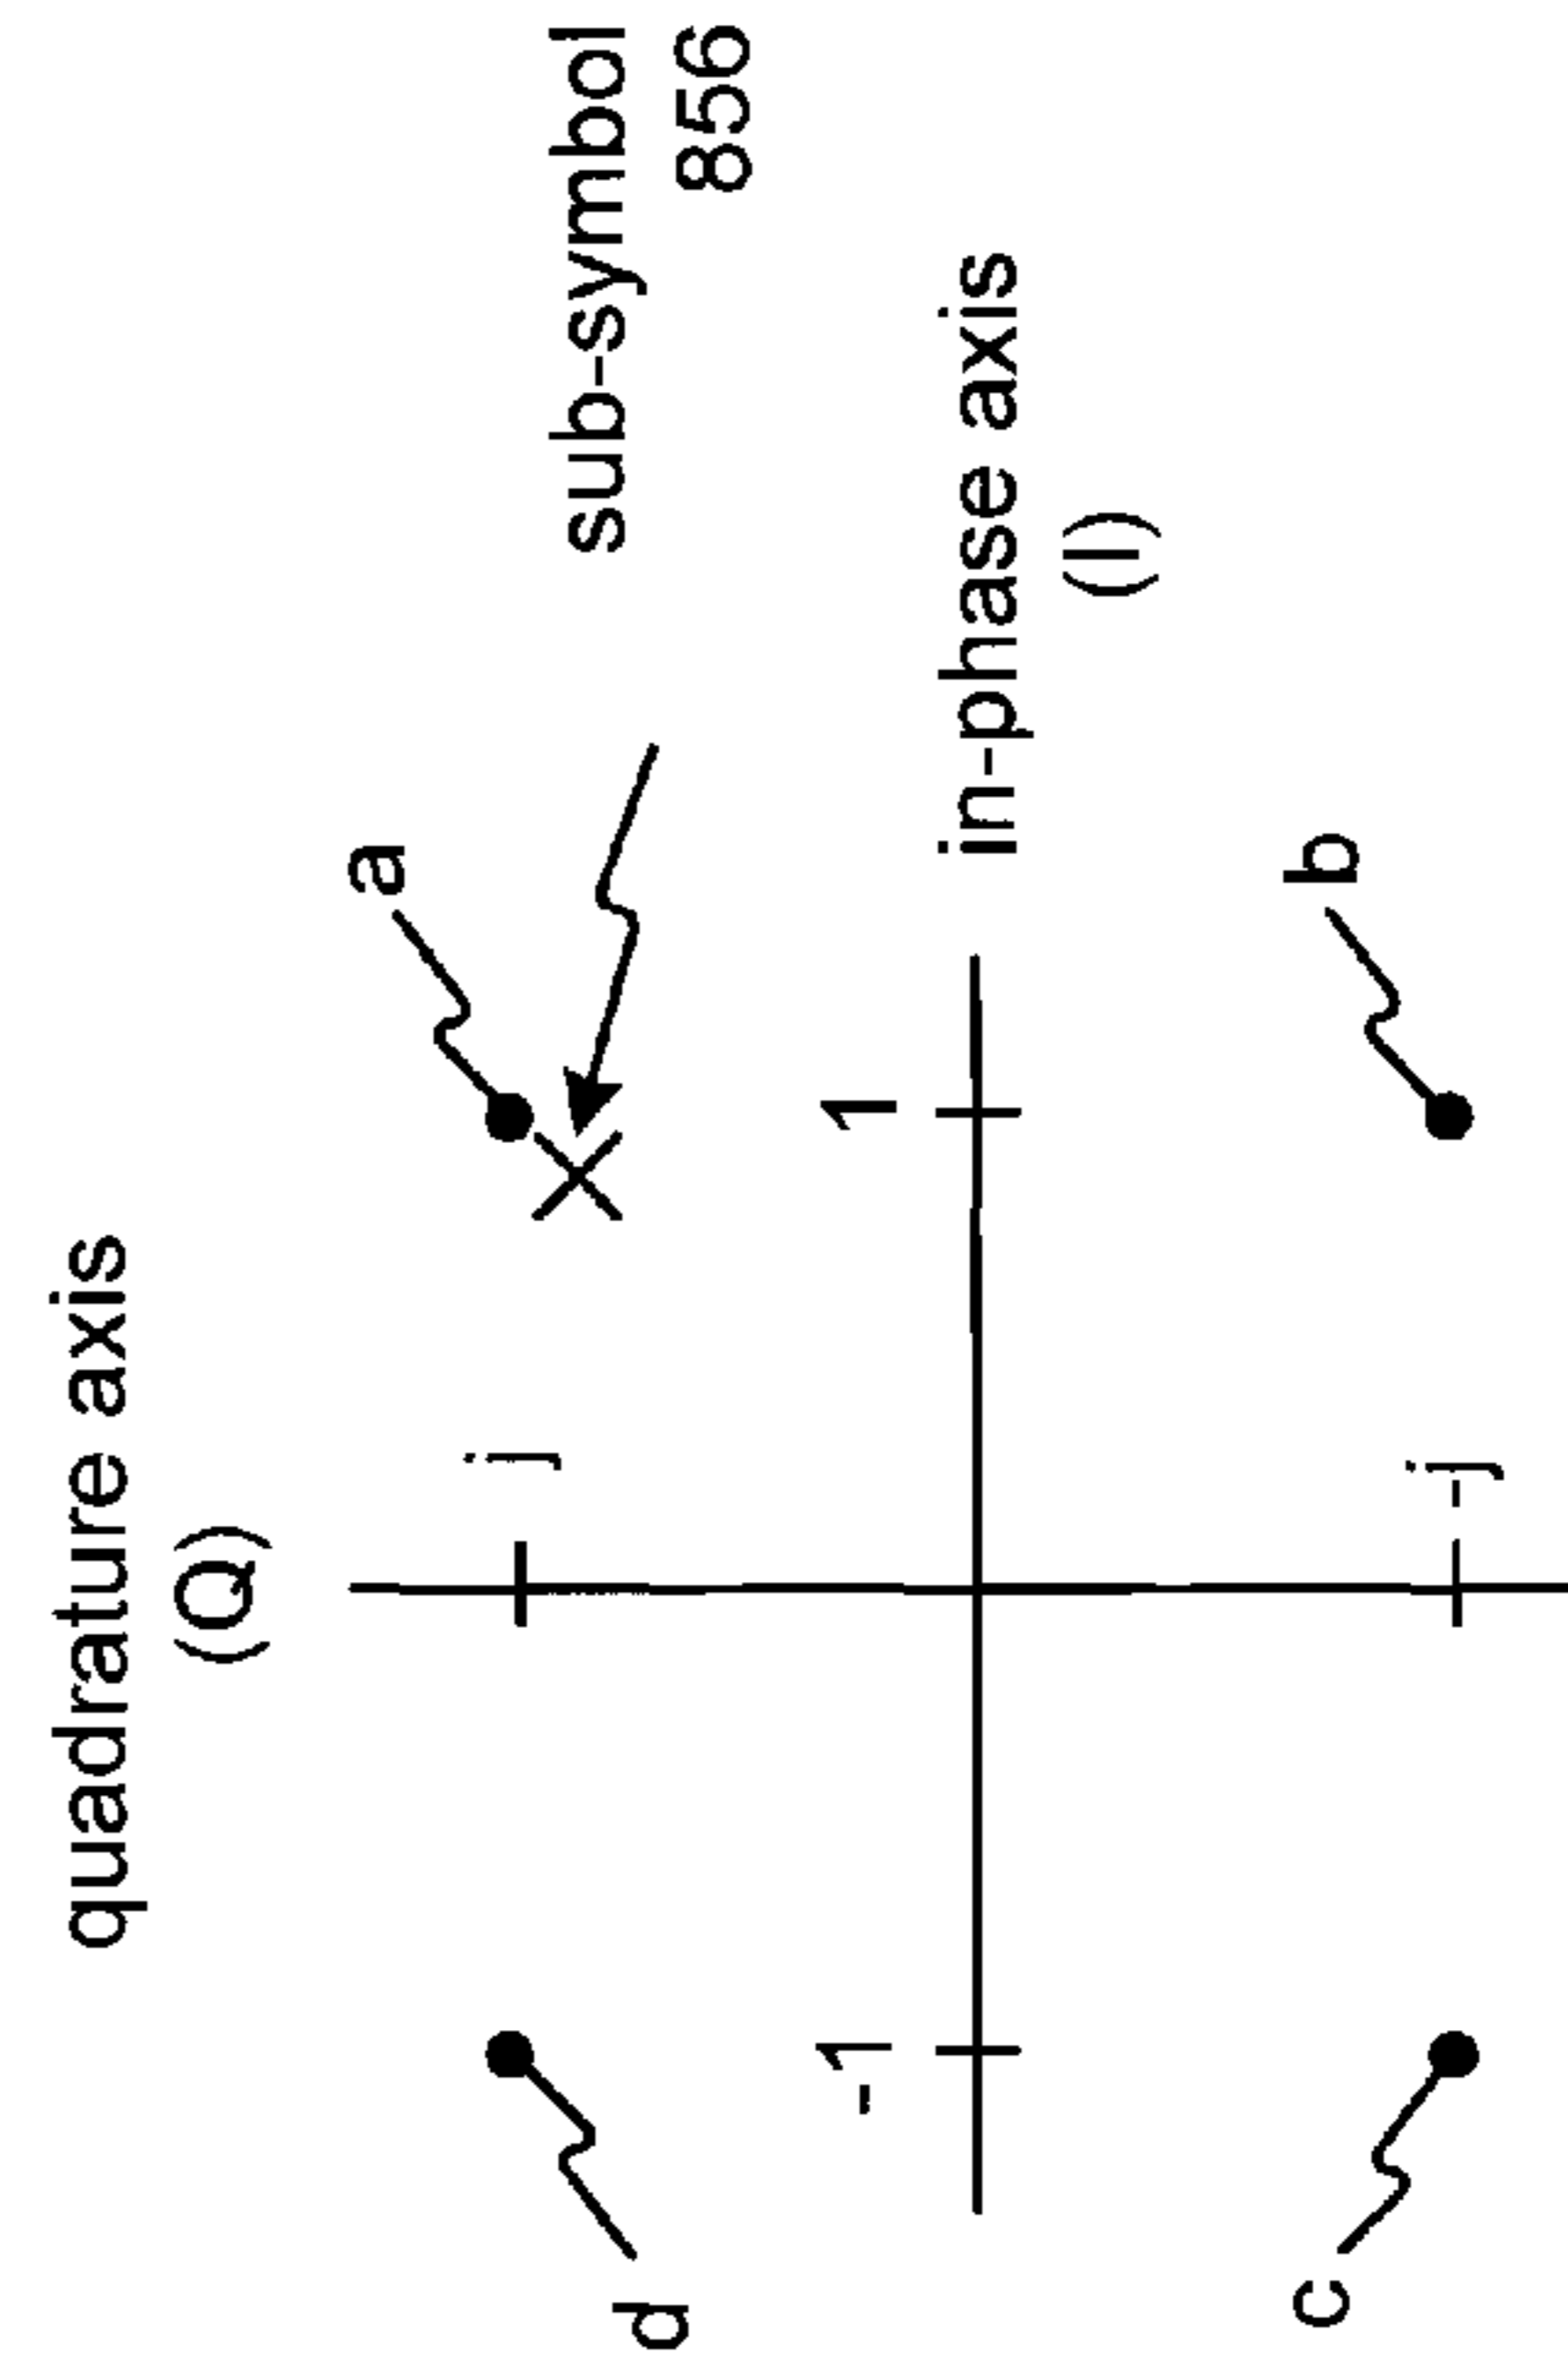 quadrature axis
(Q)
a
j
d
sub-symbol
856
-1
1
in-phase axis
(I)
-j
c
b